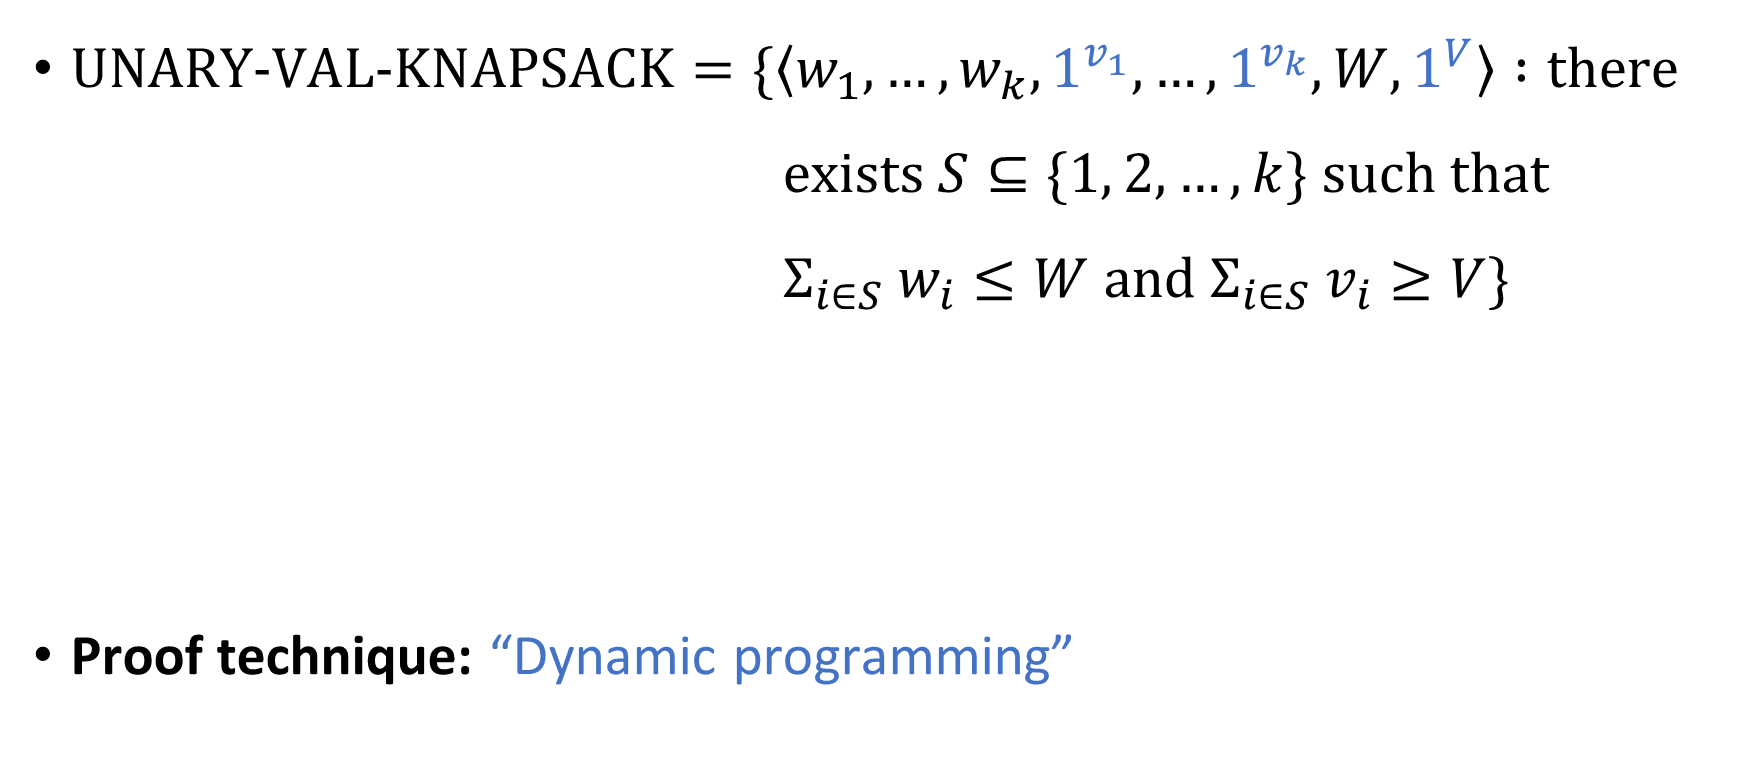 • UNARY-VAL-KNAPSACK = {⟨w₁, … , wₖ, 1^{v₁}, … , 1^{vₖ}, W, 1^V⟩ : there
exists S ⊆ {1, 2, … , k} such that
Σ_{i∈S} wᵢ ≤ W and Σ_{i∈S} vᵢ ≥ V}
• Proof technique: “Dynamic programming”